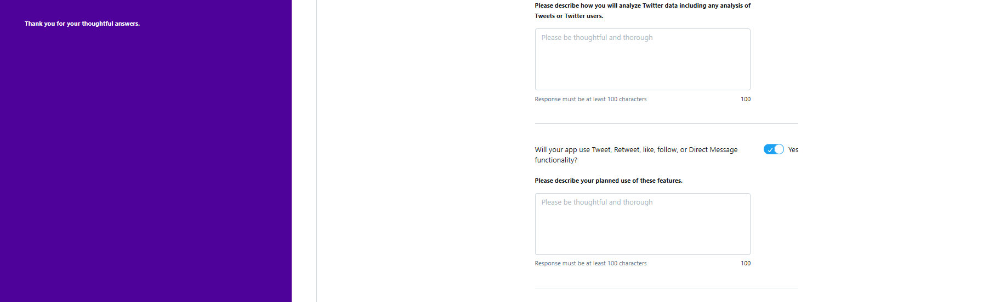 Thank you for your thoughtful answers.
Please describe how you will analyze Twitter data including any analysis of
Tweets or Twitter users.
Please be thoughtful and thorough
Response must be at least 100 characters 100
Will your app use Tweet, Retweet, like, follow, or Direct Message
functionality?
Yes
Please describe your planned use of these features.
Please be thoughtful and thorough
Response must be at least 100 characters 100